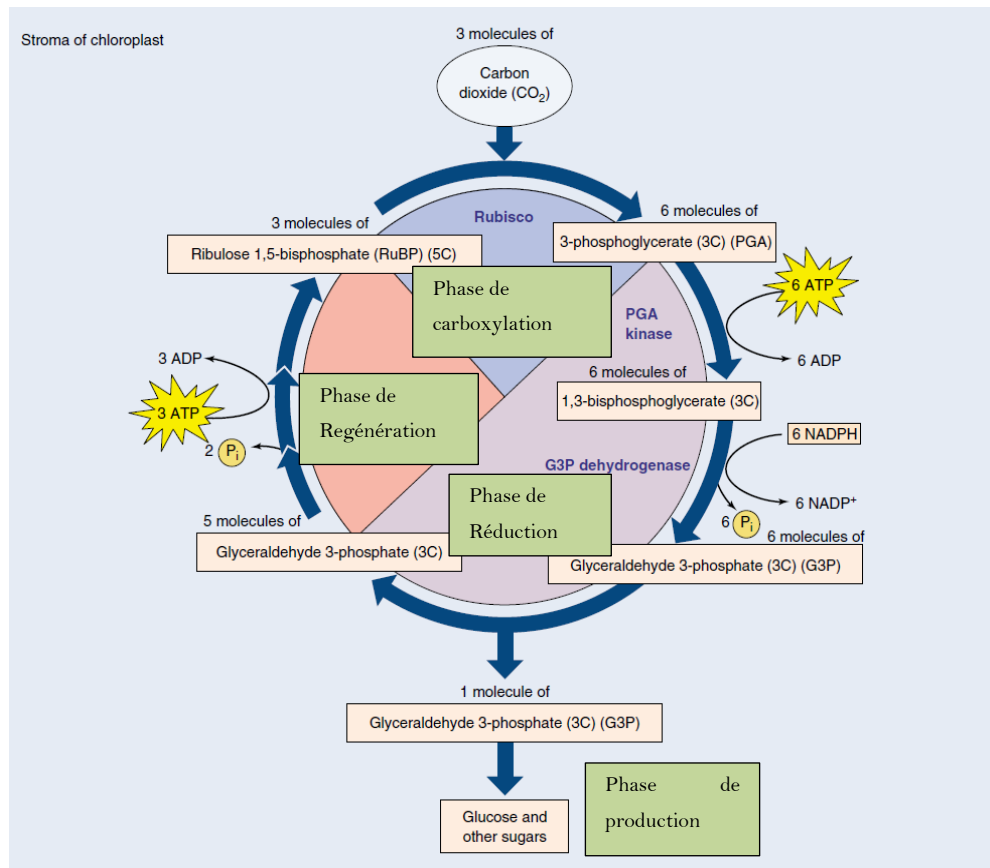 Stroma of chloroplast
3 molecules of
Carbon
dioxide (CO₂)
3 molecules of
Ribulose 1,5-bisphosphate (RuBP) (5C)
Rubisco
6 molecules of
3-phosphoglycerate (3C) (PGA)
Phase de
carboxylation
6 ATP
PGA
kinase
6 ADP
3 ADP
3 ATP
2 Pi
Phase de
Regénération
6 molecules of
1,3-bisphosphoglycerate (3C)
6 NADPH
G3P dehydrogenase
6 NADP⁺
6 Pi
Phase de
Réduction
5 molecules of
Glyceraldehyde 3-phosphate (3C)
6 molecules of
Glyceraldehyde 3-phosphate (3C) (G3P)
1 molecule of
Glyceraldehyde 3-phosphate (3C) (G3P)
Glucose and
other sugars
Phase de
production